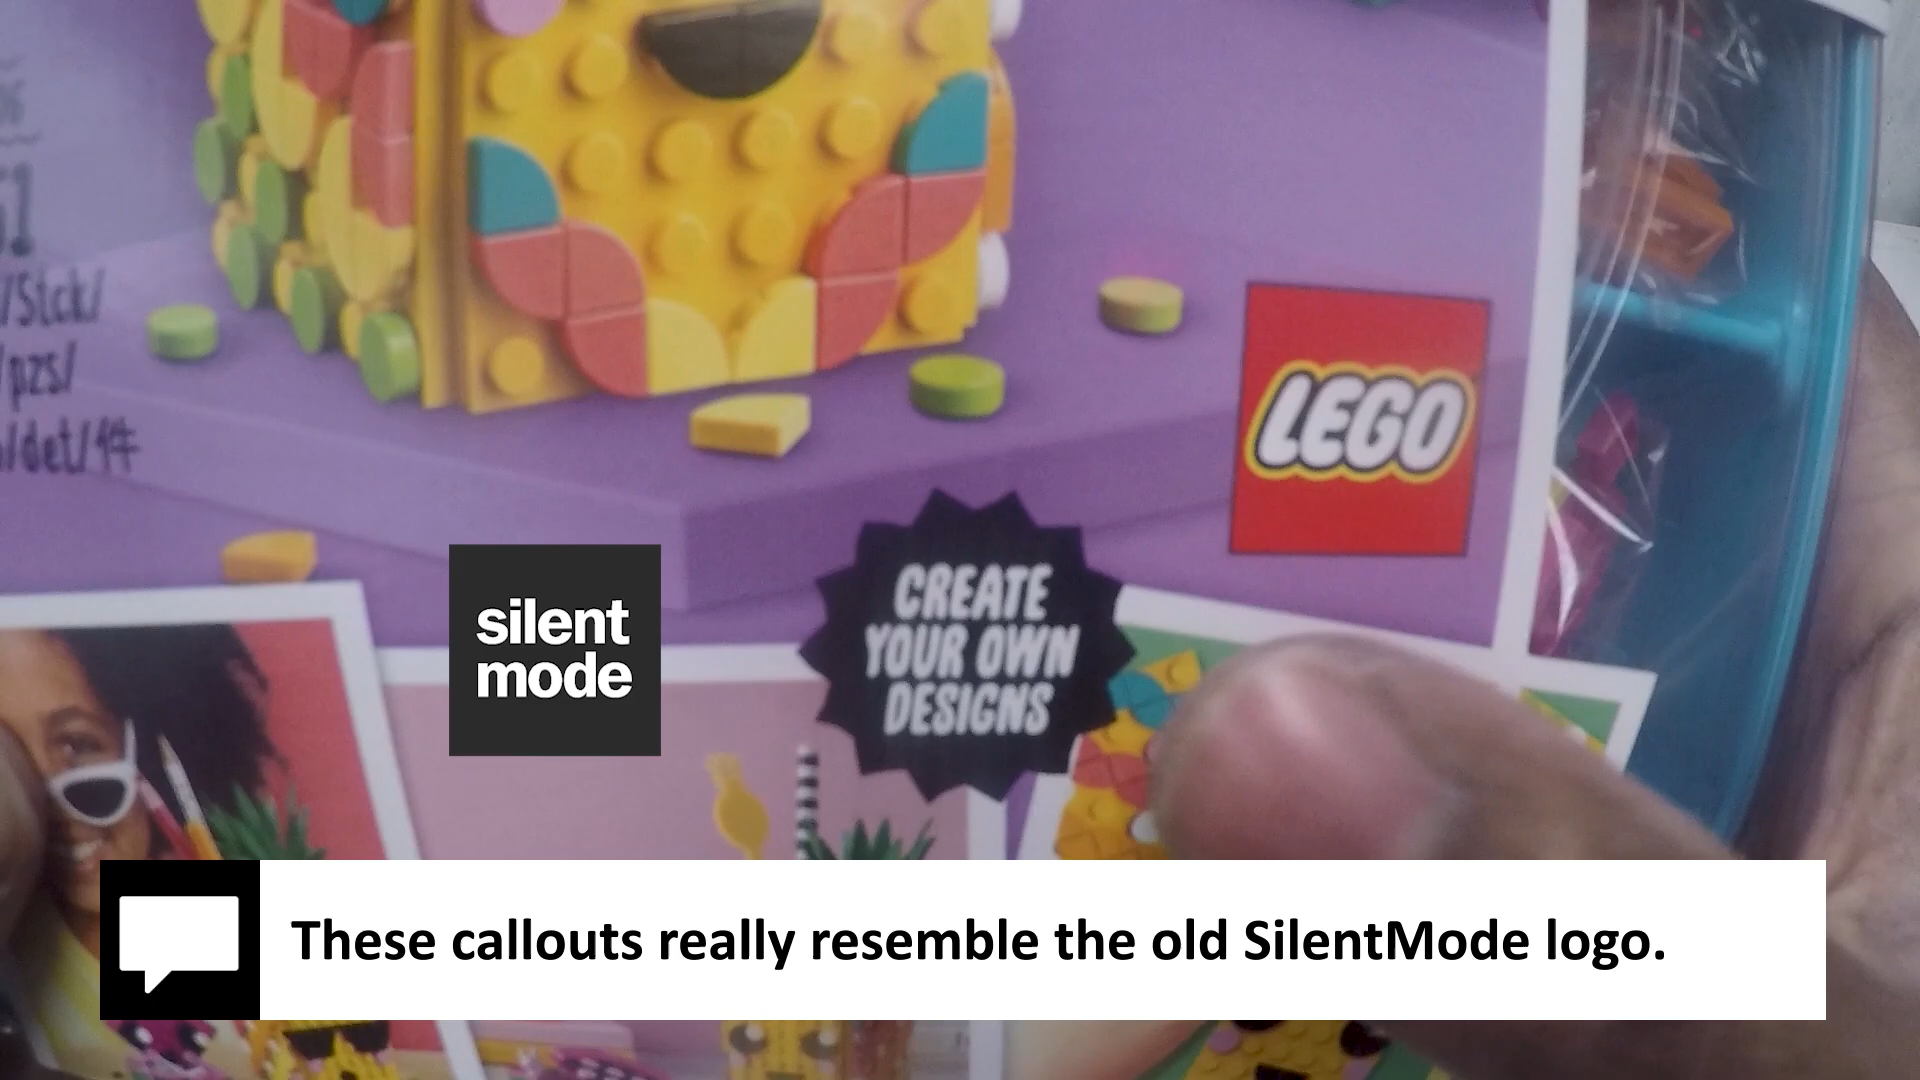 51
/Stck/
/pzs/
/det/件
LEGO
silent
mode
CREATE
YOUR OWN
DESIGNS
These callouts really resemble the old SilentMode logo.